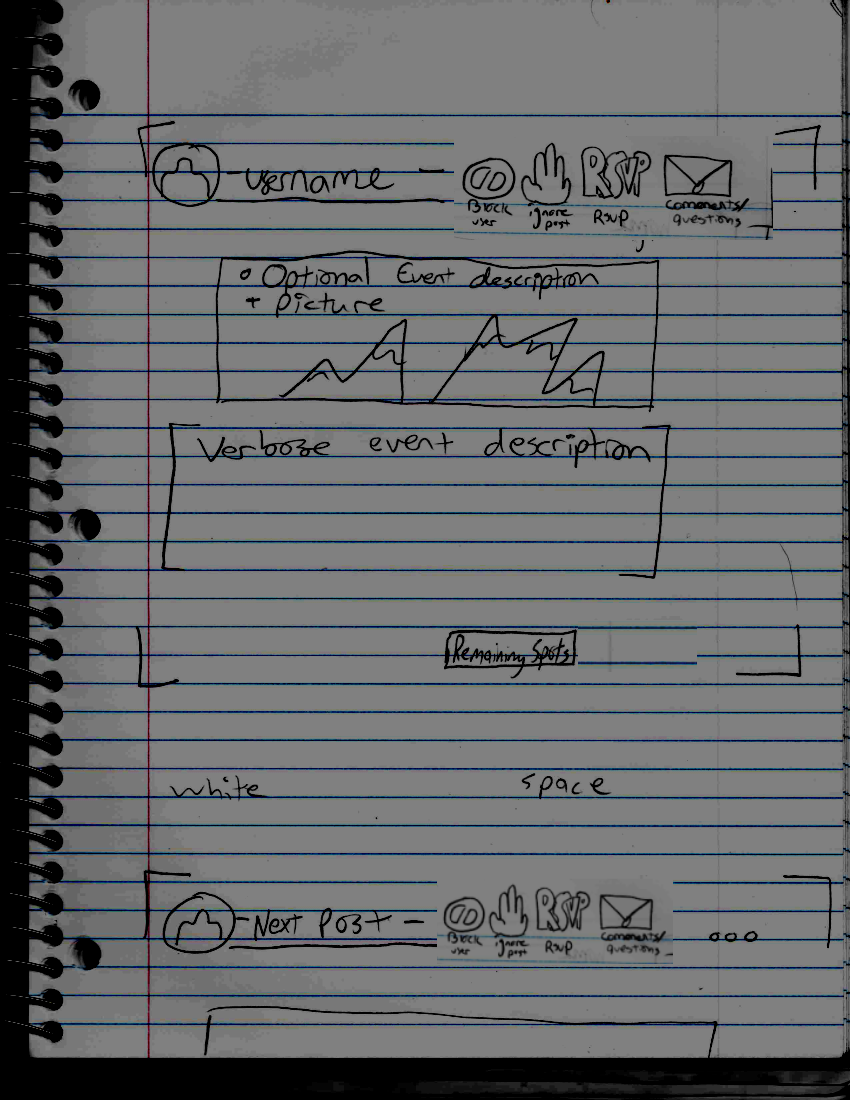 -username -
Block user
ignore post
RSVP
RSVP
comments/ questions
• Optional Event description
+ picture
Verboze event description
Remaining Spots
white space
-Next Post-
Block user
ignore post
RSVP
RSVP
comments/ questions
ooo